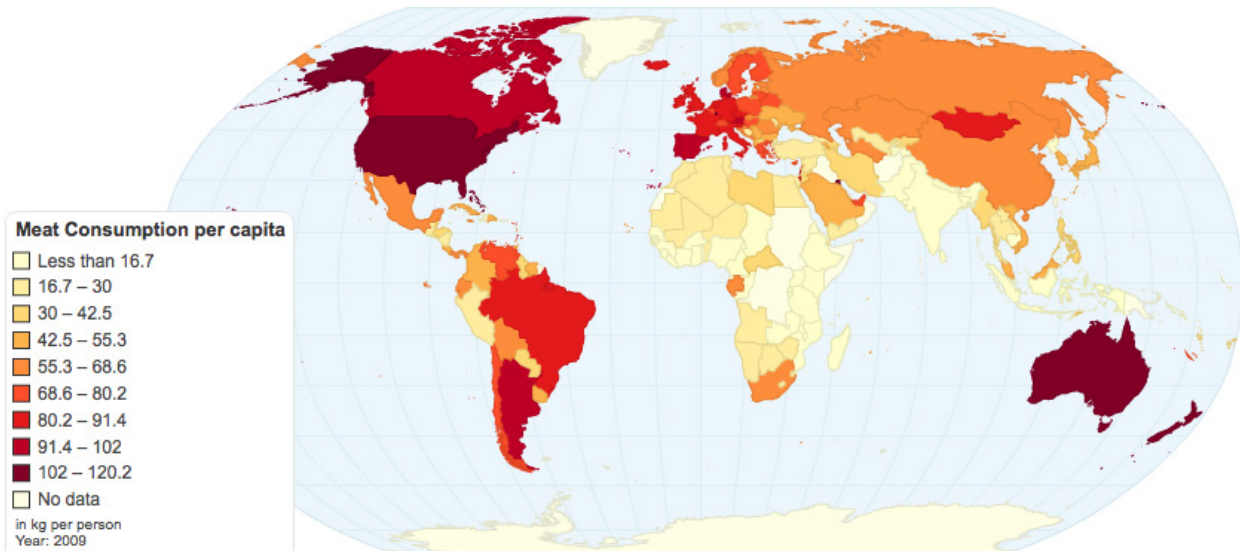 Meat Consumption per capita
Less than 16.7
16.7 – 30
30 – 42.5
42.5 – 55.3
55.3 – 68.6
68.6 – 80.2
80.2 – 91.4
91.4 – 102
102 – 120.2
No data
in kg per person
Year: 2009